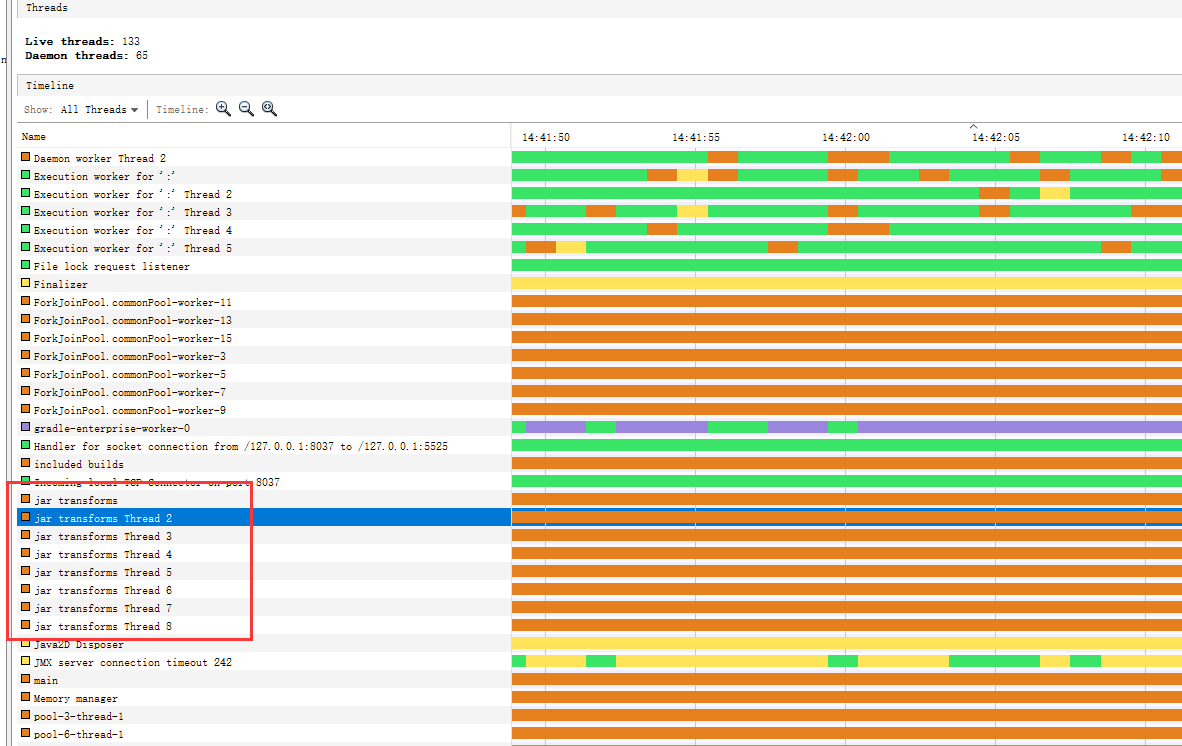 Threads
Live threads: 133
Daemon threads: 65
Timeline
Show: All Threads Timeline:
Name 14:41:50 14:41:55 14:42:00 14:42:05 14:42:10
Daemon worker Thread 2
Execution worker for ':'
Execution worker for ':' Thread 2
Execution worker for ':' Thread 3
Execution worker for ':' Thread 4
Execution worker for ':' Thread 5
File lock request listener
Finalizer
ForkJoinPool.commonPool-worker-11
ForkJoinPool.commonPool-worker-13
ForkJoinPool.commonPool-worker-15
ForkJoinPool.commonPool-worker-3
ForkJoinPool.commonPool-worker-5
ForkJoinPool.commonPool-worker-7
ForkJoinPool.commonPool-worker-9
gradle-enterprise-worker-0
Handler for socket connection from /127.0.0.1:8037 to /127.0.0.1:5525
included builds
Incoming local TCP Connector on port 8037
jar transforms
jar transforms Thread 2
jar transforms Thread 3
jar transforms Thread 4
jar transforms Thread 5
jar transforms Thread 6
jar transforms Thread 7
jar transforms Thread 8
Java2D Disposer
JMX server connection timeout 242
main
Memory manager
pool-3-thread-1
pool-6-thread-1